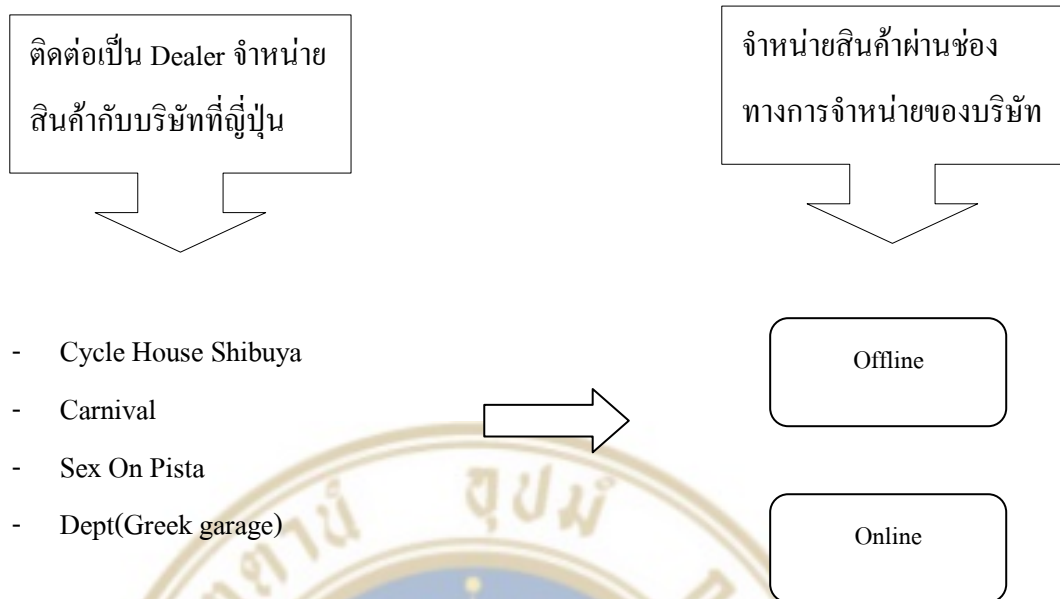 ติดต่อเป็น Dealer จำหน่าย
สินค้ากับบริษัทที่ญี่ปุ่น
จำหน่ายสินค้าผ่านช่อง
ทางการจำหน่ายของบริษัท
- Cycle House Shibuya
- Carnival
- Sex On Pista
- Dept(Greek garage)
Offline
Online
อุปมํ